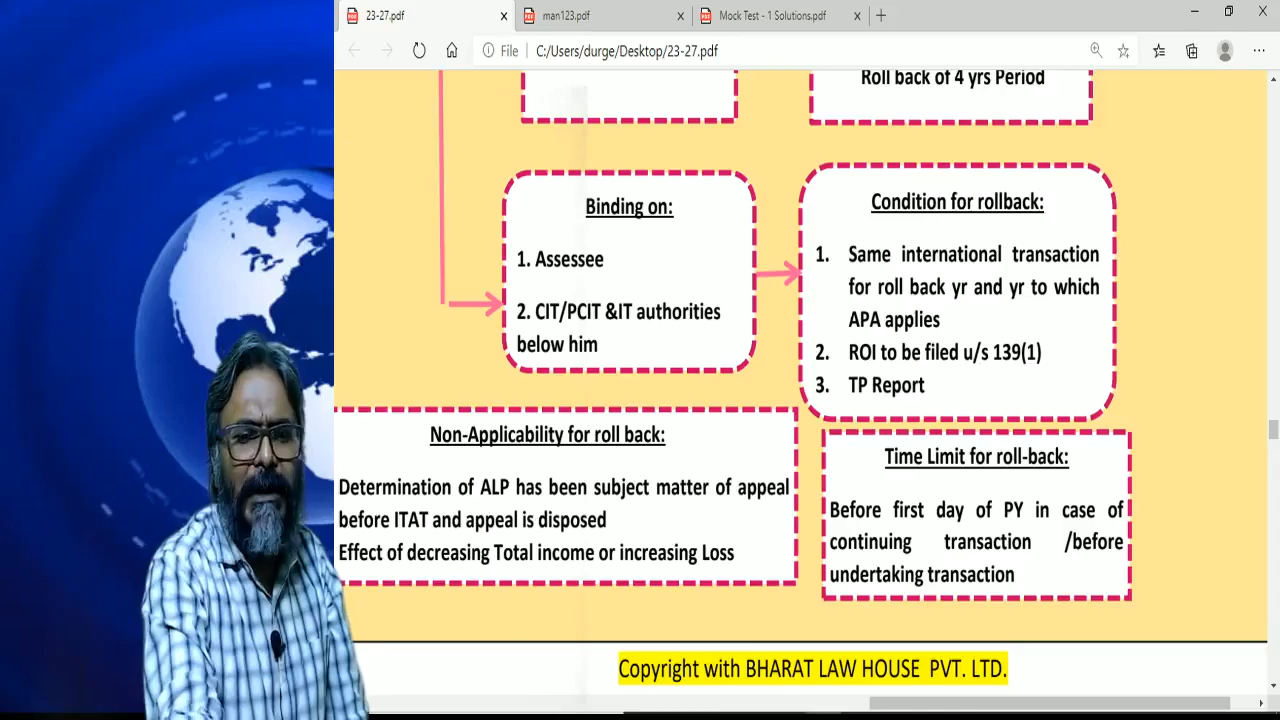 23-27.pdf
man123.pdf
Mock Test - 1 Solutions.pdf
File
C:/Users/durge/Desktop/23-27.pdf
Roll back of 4 yrs Period
Binding on:
1. Assessee
2. CIT/PCIT &IT authorities
below him
Condition for rollback:
1. Same international transaction
for roll back yr and yr to which
APA applies
2. ROI to be filed u/s 139(1)
3. TP Report
Non-Applicability for roll back:
Determination of ALP has been subject matter of appeal
before ITAT and appeal is disposed
Effect of decreasing Total income or increasing Loss
Time Limit for roll-back:
Before first day of PY in case of
continuing transaction /before
undertaking transaction
Copyright with BHARAT LAW HOUSE PVT. LTD.